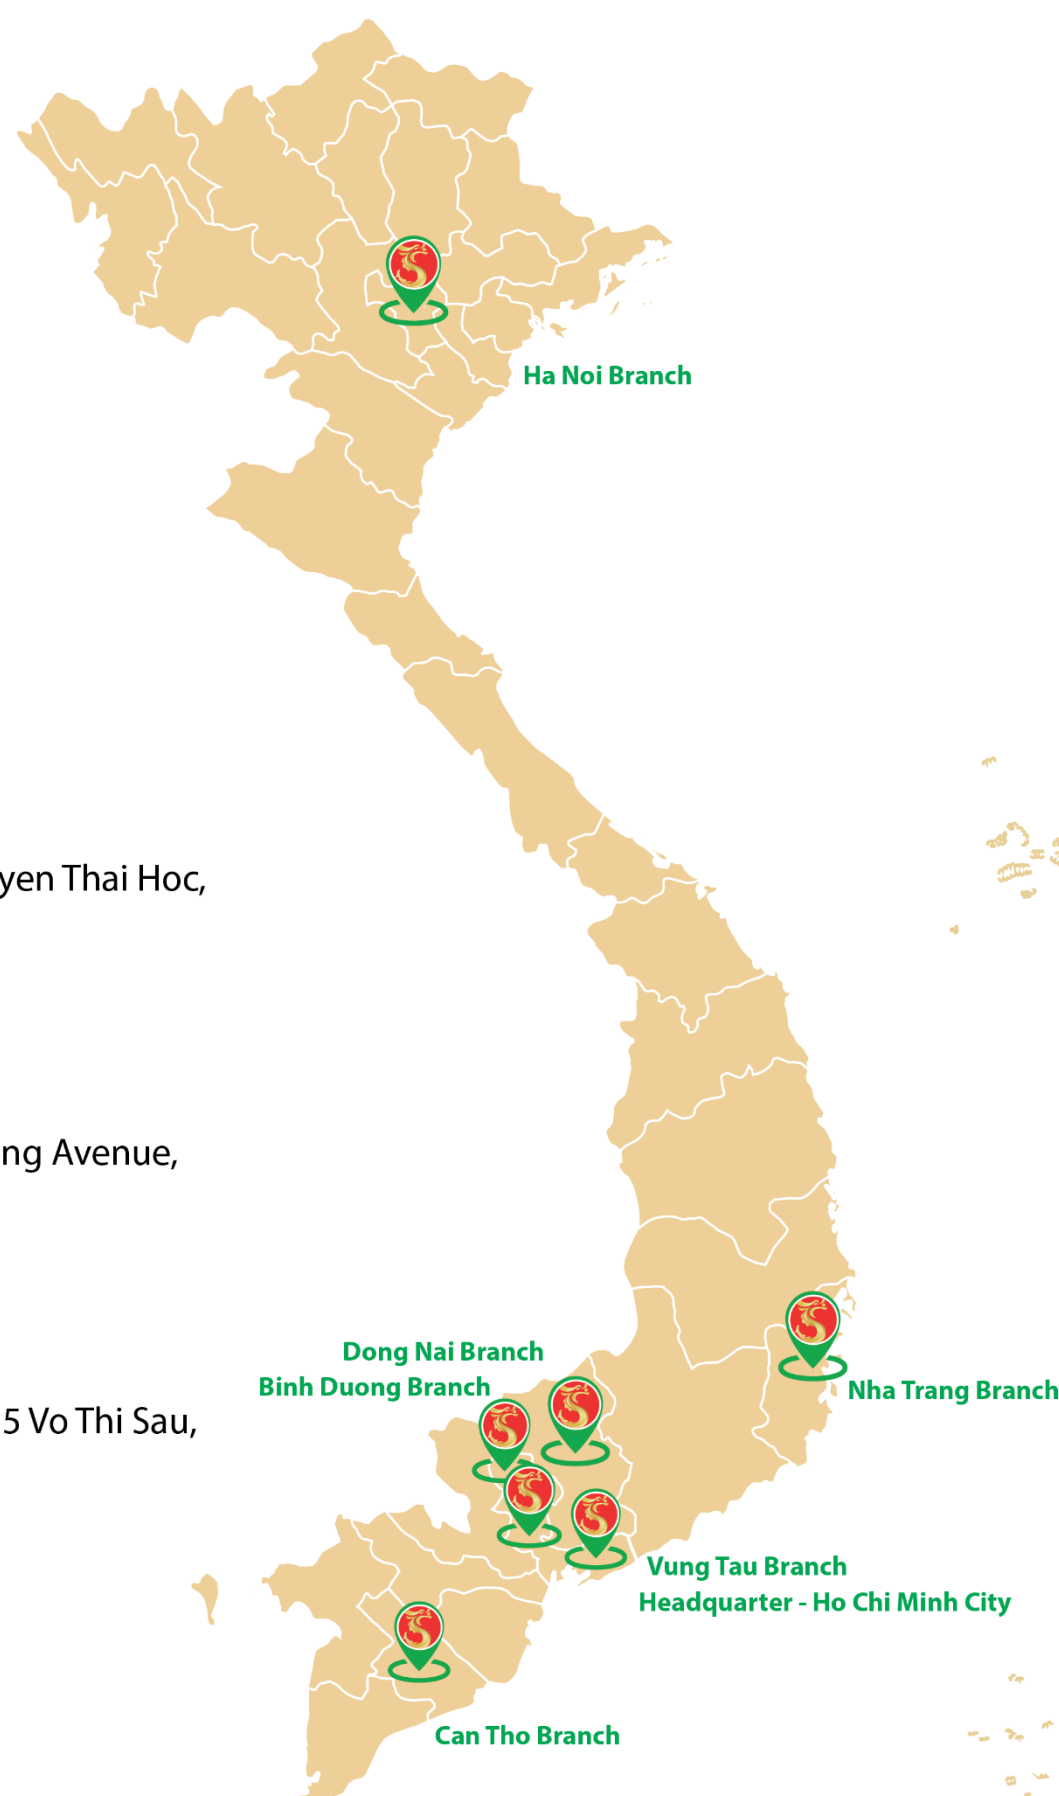 Ha Noi Branch
yen Thai Hoc,
ng Avenue,
Dong Nai Branch
Binh Duong Branch
Nha Trang Branch
5 Vo Thi Sau,
Vung Tau Branch
Headquarter - Ho Chi Minh City
Can Tho Branch